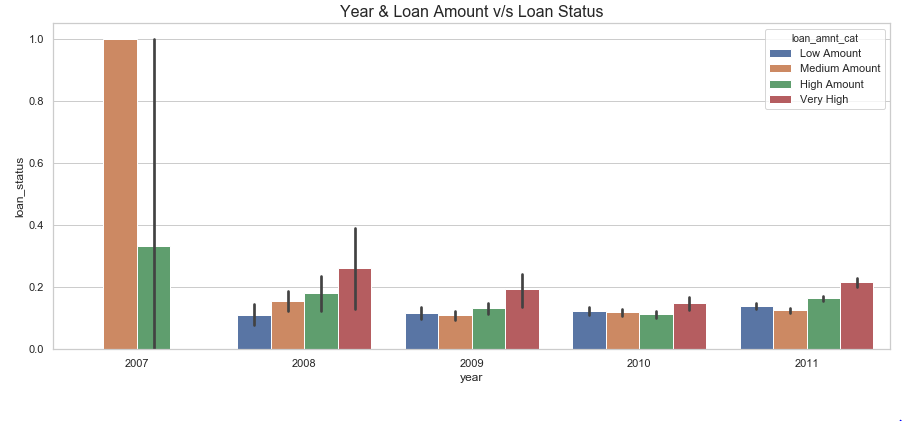 Year & Loan Amount v/s Loan Status
loan_amnt_cat
Low Amount
Medium Amount
High Amount
Very High
loan_status
1.0
0.8
0.6
0.4
0.2
0.0
2007 2008 2009 2010 2011
year